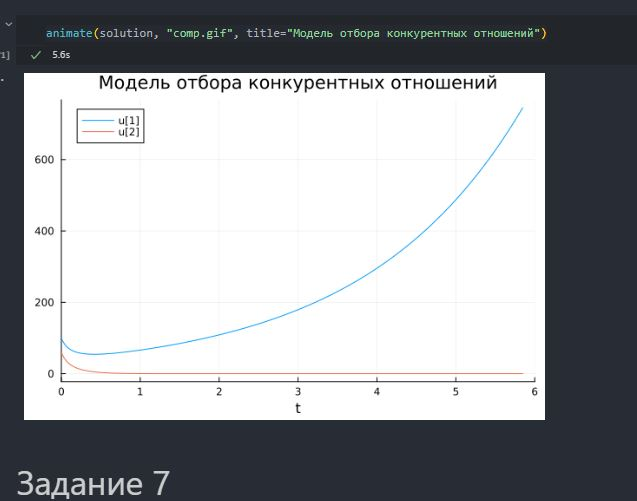 animate(solution, "comp.gif", title="Модель отбора конкурентных отношений")
1]
5.6s
Модель отбора конкурентных отношений
u[1]
u[2]
600
400
200
0
0 1 2 3 4 5 6
t
Задание 7